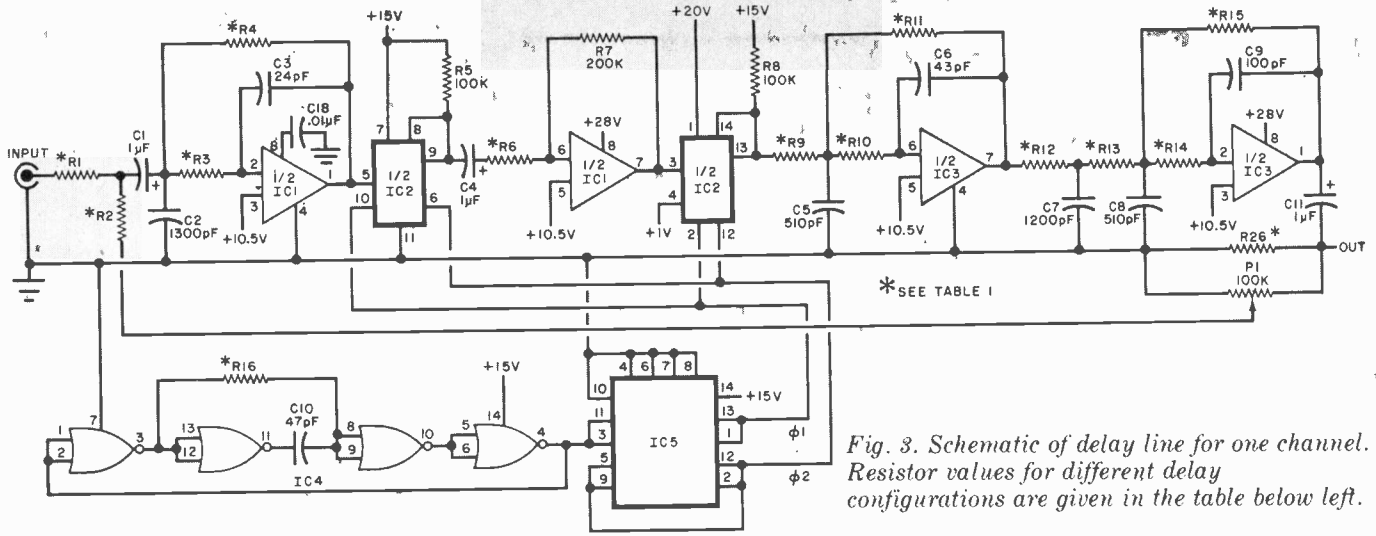 *R4
+15V
R7
200K
+20V
+15V
*R11
*R15
C3
24pF
R5
100K
R8
100K
C6
43pF
C9
100pF
INPUT
*R1
C1
1µF
+
*R3
C18
.01µF
8
2
1/2
IC1
1
3
4
+10.5V
*R2
C2
1300pF
7
8
5
9
10
6
1/2
IC2
11
C4
1µF
+
*R6
+28V
8
6
1/2
IC1
7
5
+10.5V
1
14
3
13
1/2
IC2
4
+1V
2
12
*R9
*R10
C5
510pF
6
1/2
IC3
7
5
4
+10.5V
*R12
*R13
*R14
C7
1200pF
C8
510pF
+28V
8
2
1/2
IC3
1
3
+10.5V
+
C11
1µF
R26*
OUT
P1
100K
*SEE TABLE 1
*R16
+15V
7
1
2
3
13
12
11
C10
47pF
8
9
10
5
6
14
4
IC4
4
6
7
8
10
11
3
5
9
IC5
14
+15V
13
1
12
2
ϕ1
ϕ2
Fig. 3. Schematic of delay line for one channel.
Resistor values for different delay
configurations are given in the table below left.